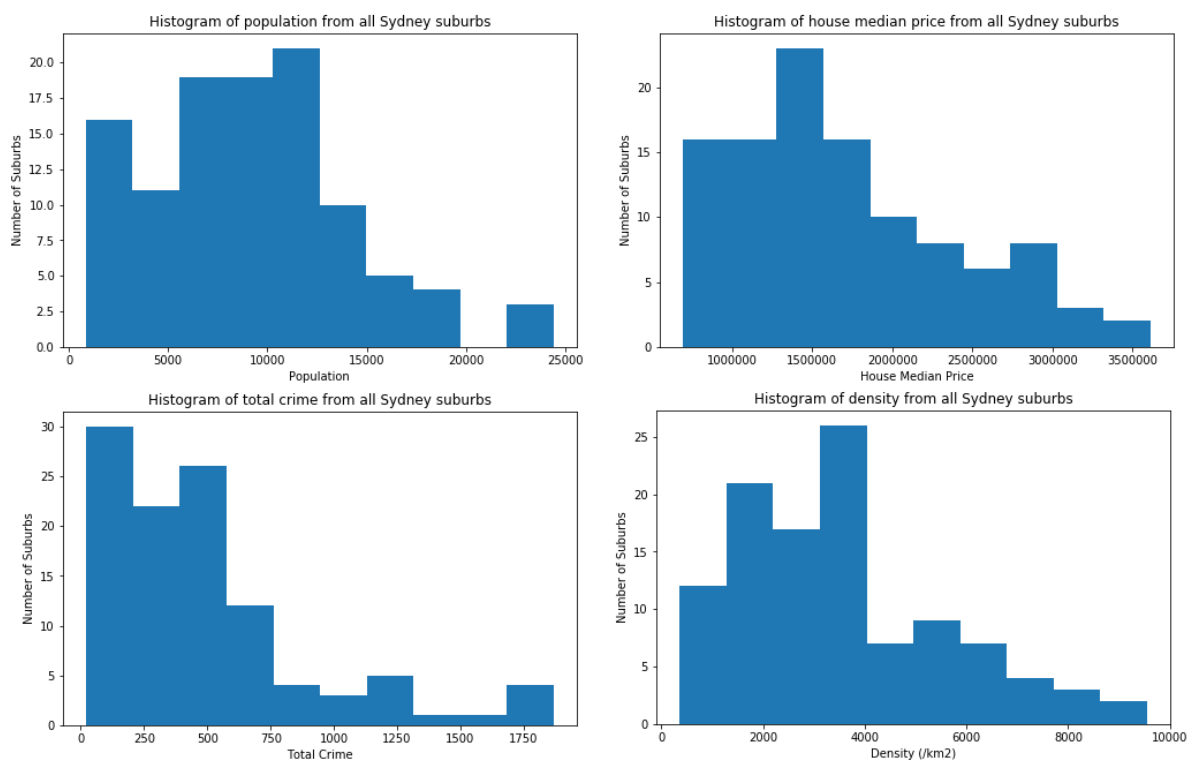 Histogram of population from all Sydney suburbs
20.0
17.5
15.0
12.5
10.0
7.5
5.0
2.5
0.0
Number of Suburbs
0 5000 10000 15000 20000 25000
Population
Histogram of house median price from all Sydney suburbs
20
15
10
5
0
Number of Suburbs
1000000 1500000 2000000 2500000 3000000 3500000
House Median Price
Histogram of total crime from all Sydney suburbs
30
25
20
15
10
5
0
Number of Suburbs
0 250 500 750 1000 1250 1500 1750
Total Crime
Histogram of density from all Sydney suburbs
25
20
15
10
5
0
Number of Suburbs
0 2000 4000 6000 8000 10000
Density (/km2)